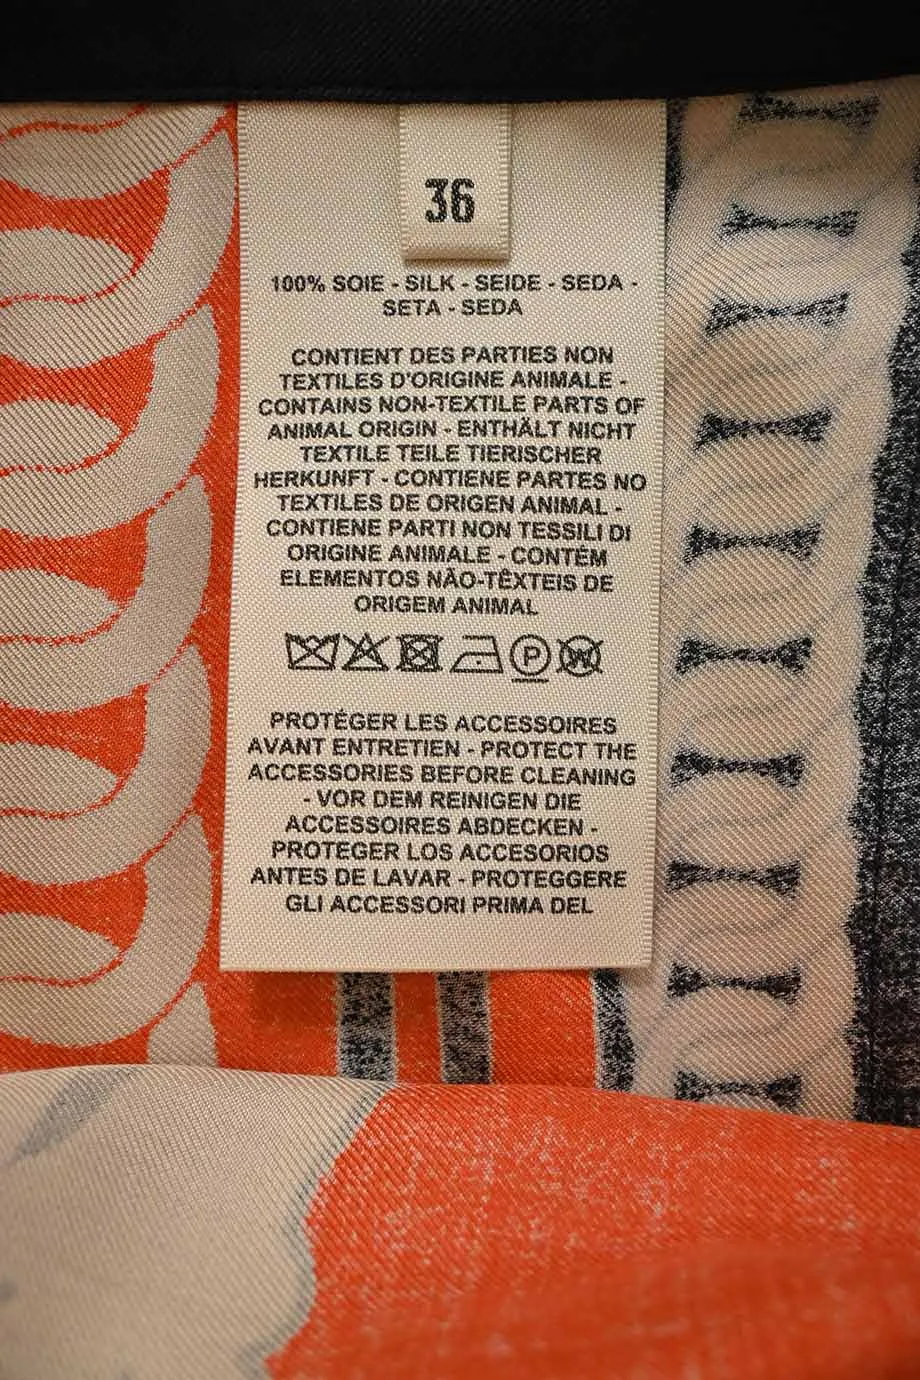 36
100% SOIE - SILK - SEIDE - SEDA -
SETA - SEDA
CONTIENT DES PARTIES NON
TEXTILES D'ORIGINE ANIMALE -
CONTAINS NON-TEXTILE PARTS OF
ANIMAL ORIGIN - ENTHÄLT NICHT
TEXTILE TEILE TIERISCHER
HERKUNFT - CONTIENE PARTES NO
TEXTILES DE ORIGEN ANIMAL -
CONTIENE PARTI NON TESSILI DI
ORIGINE ANIMALE - CONTÉM
ELEMENTOS NÃO-TÊXTEIS DE
ORIGEM ANIMAL
P W
PROTÉGER LES ACCESSOIRES
AVANT ENTRETIEN - PROTECT THE
ACCESSORIES BEFORE CLEANING
- VOR DEM REINIGEN DIE
ACCESSOIRES ABDECKEN -
PROTEGER LOS ACCESORIOS
ANTES DE LAVAR - PROTEGGERE
GLI ACCESSORI PRIMA DEL